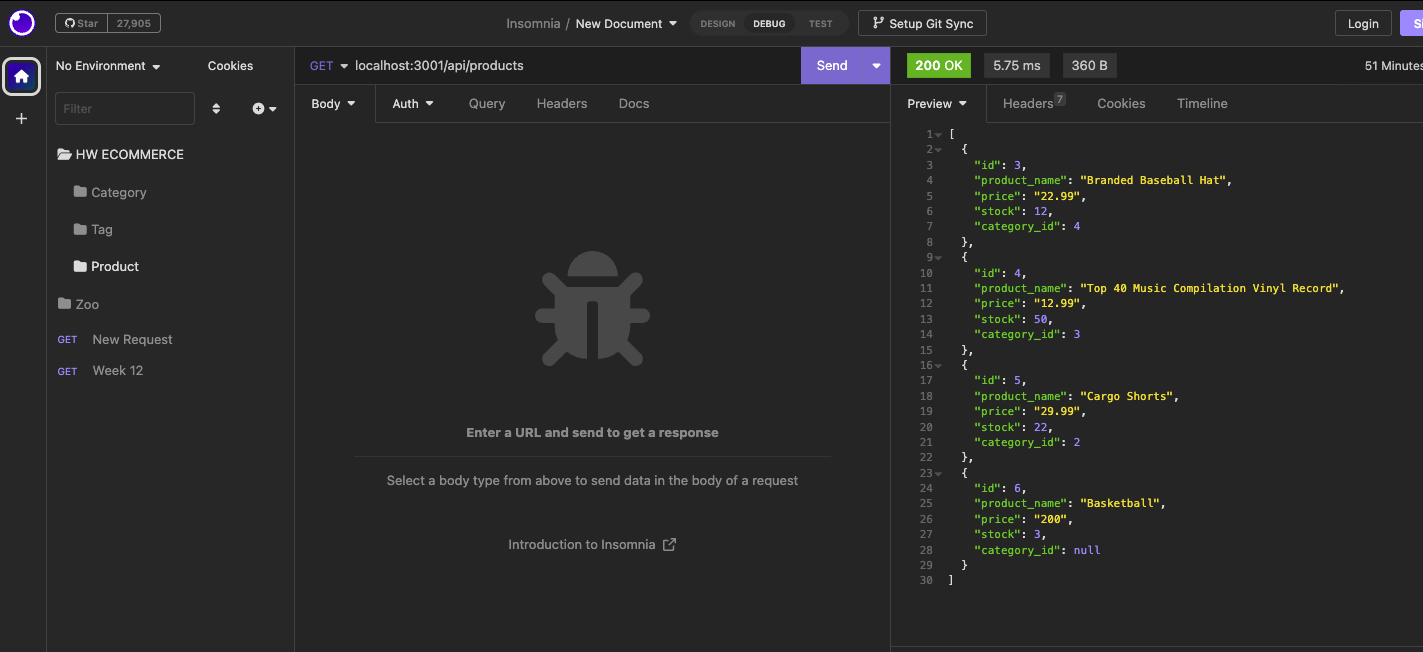 Star 27,905
Insomnia / New Document
DESIGN DEBUG TEST
Setup Git Sync
Login
No Environment
Cookies
Filter
HW ECOMMERCE
Category
Tag
Product
Zoo
GET New Request
GET Week 12
GET localhost:3001/api/products
Send
Body Auth Query Headers Docs
Enter a URL and send to get a response
Select a body type from above to send data in the body of a request
Introduction to Insomnia
200 OK 5.75 ms 360 B
51 Minutes
Preview Headers 7 Cookies Timeline
1 [
2 {
3 "id": 3,
4 "product_name": "Branded Baseball Hat",
5 "price": "22.99",
6 "stock": 12,
7 "category_id": 4
8 },
9 {
10 "id": 4,
11 "product_name": "Top 40 Music Compilation Vinyl Record",
12 "price": "12.99",
13 "stock": 50,
14 "category_id": 3
15 },
16 {
17 "id": 5,
18 "product_name": "Cargo Shorts",
19 "price": "29.99",
20 "stock": 22,
21 "category_id": 2
22 },
23 {
24 "id": 6,
25 "product_name": "Basketball",
26 "price": "200",
27 "stock": 3,
28 "category_id": null
29 }
30 ]